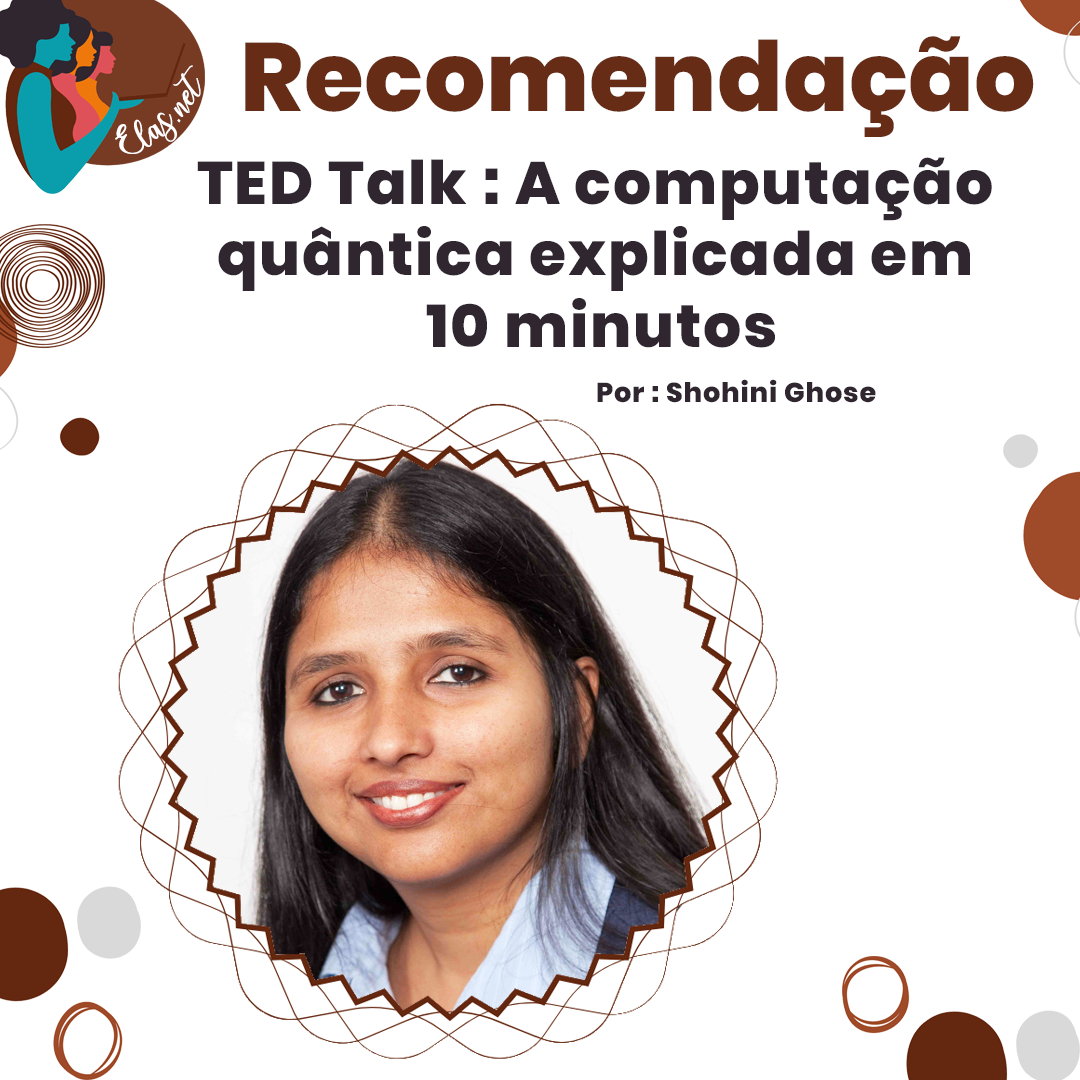 Elas.net
Recomendação
TED Talk : A computação
quântica explicada em
10 minutos
Por : Shohini Ghose